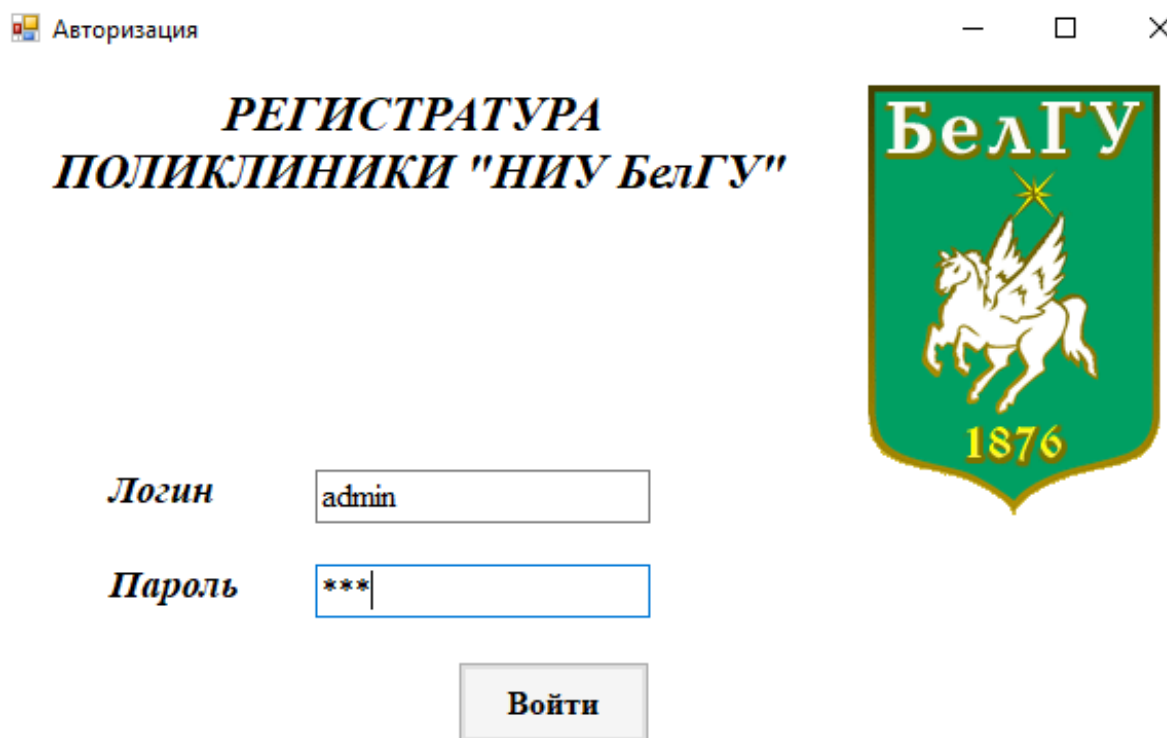 Авторизация
РЕГИСТРАТУРА
ПОЛИКЛИНИКИ "НИУ БелГУ"
БелГУ
1876
Логин
admin
Пароль
***
Войти